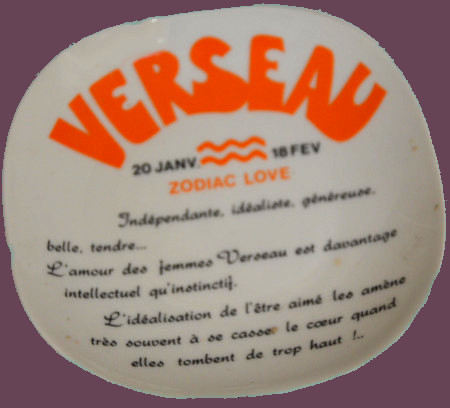 VERSEAU
20 JANV. 18 FEV
ZODIAC LOVE
Indépendante, idéaliste, généreuse,
belle, tendre...
L'amour des femmes Verseau est davantage
intellectuel qu'instinctif.
L'idéalisation de l'être aimé les amène
très souvent à se casser le cœur quand
elles tombent de trop haut !..